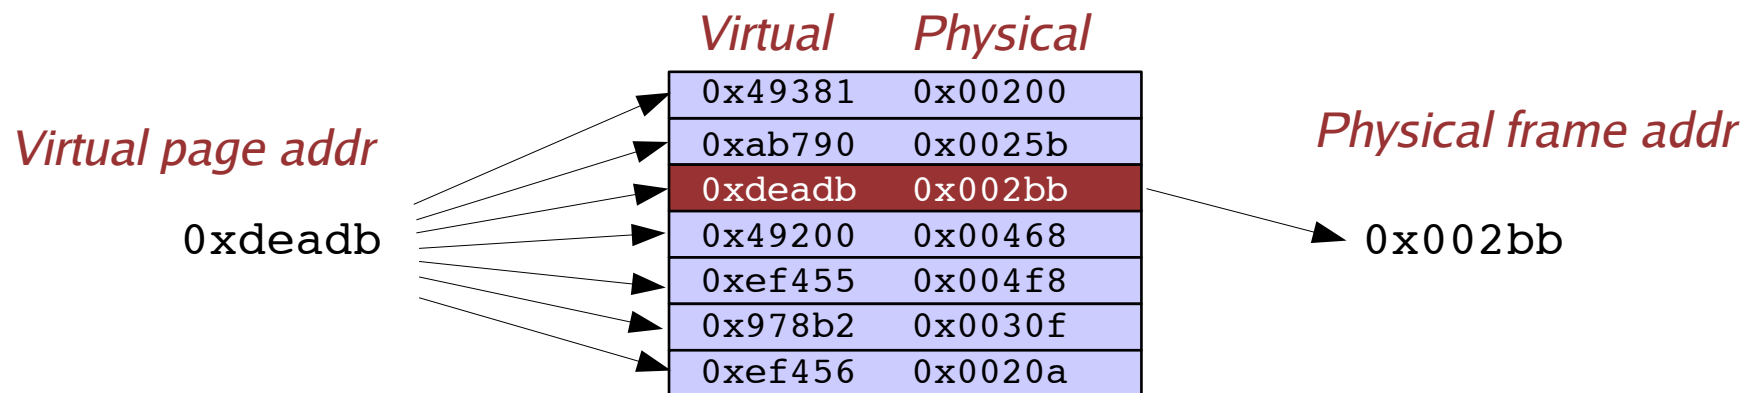 Virtual Physical
0x49381 0x00200
Virtual page addr
0xab790 0x0025b
Physical frame addr
0xdeadb 0x002bb
0xdeadb
0x49200 0x00468
0x002bb
0xef455 0x004f8
0x978b2 0x0030f
0xef456 0x0020a